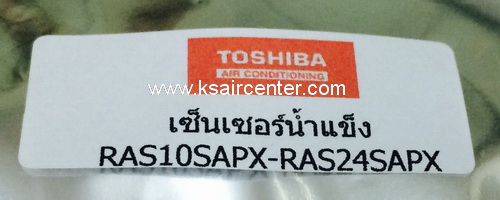 TOSHIBA
AIR CONDITIONING
www.ksaircenter.com
เซ็นเซอร์น้ำแข็ง
RAS10SAPX-RAS24SAPX